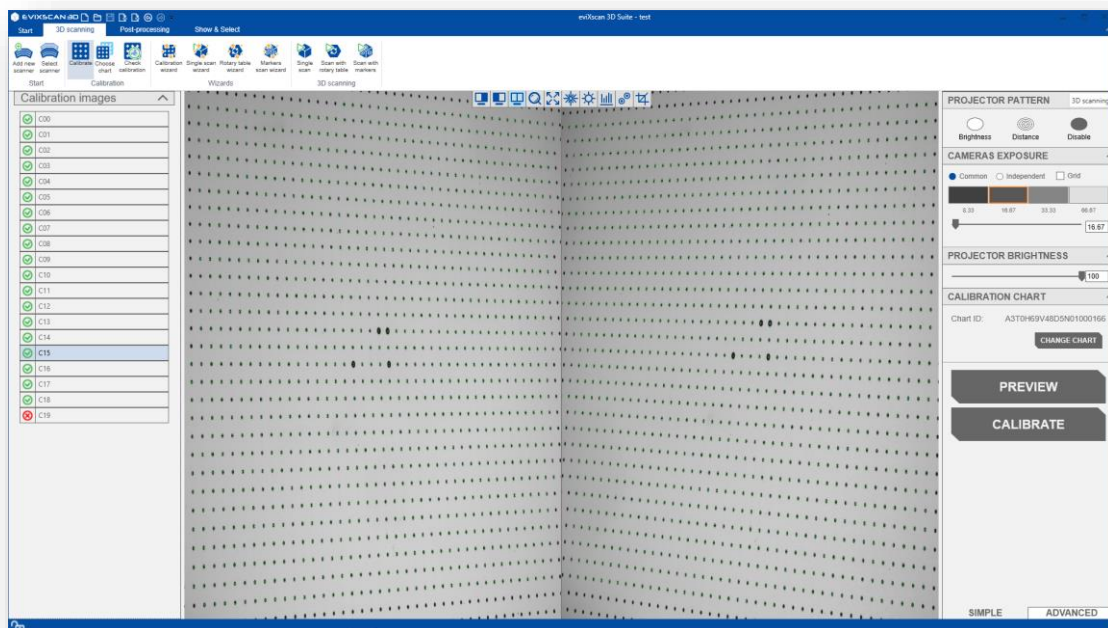 EVIXSCAN 3D
eviXscan 3D Suite - test
Start 3D scanning Post-processing Show & Select
Add new scanner Select scanner Calibrate Choose chart Check calibration Calibration wizard Single scan wizard Rotary table wizard Markers scan wizard Single scan Scan with rotary table Scan with markers
Start Calibration Wizards 3D scanning
Calibration images
C00
C01
C02
C03
C04
C05
C06
C07
C08
C09
C10
C11
C12
C13
C14
C15
C16
C17
C18
C19
PROJECTOR PATTERN 3D scanning
Brightness Distance Disable
CAMERAS EXPOSURE
Common Independent Grid
8.33 16.67 33.33 66.67
16.67
PROJECTOR BRIGHTNESS
100
CALIBRATION CHART
Chart ID: A3T0H69V48D5N01000166
CHANGE CHART
PREVIEW
CALIBRATE
SIMPLE ADVANCED